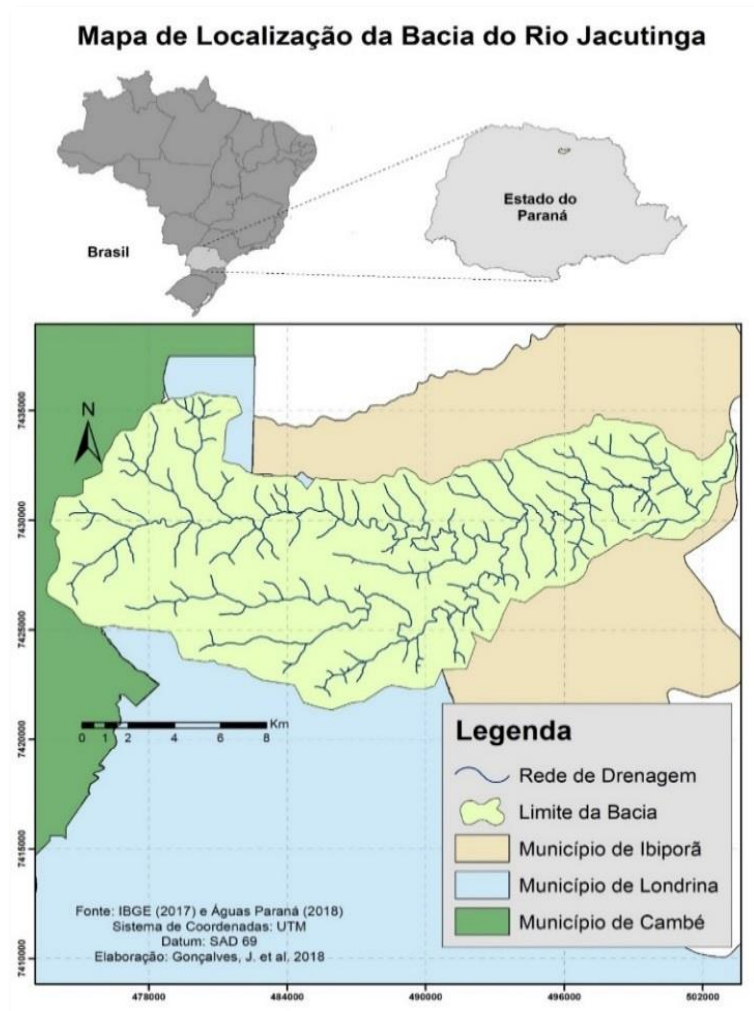 Mapa de Localização da Bacia do Rio Jacutinga
Brasil
Estado do
Paraná
N
7435000
7430000
7425000
7420000
7415000
7410000
Km
0 1 2 4 6 8
Legenda
Rede de Drenagem
Limite da Bacia
Município de Ibiporã
Município de Londrina
Município de Cambé
Fonte: IBGE (2017) e Águas Paraná (2018)
Sistema de Coordenadas: UTM
Datum: SAD 69
Elaboração: Gonçalves, J. et al. 2018
478000 484000 490000 496000 502000